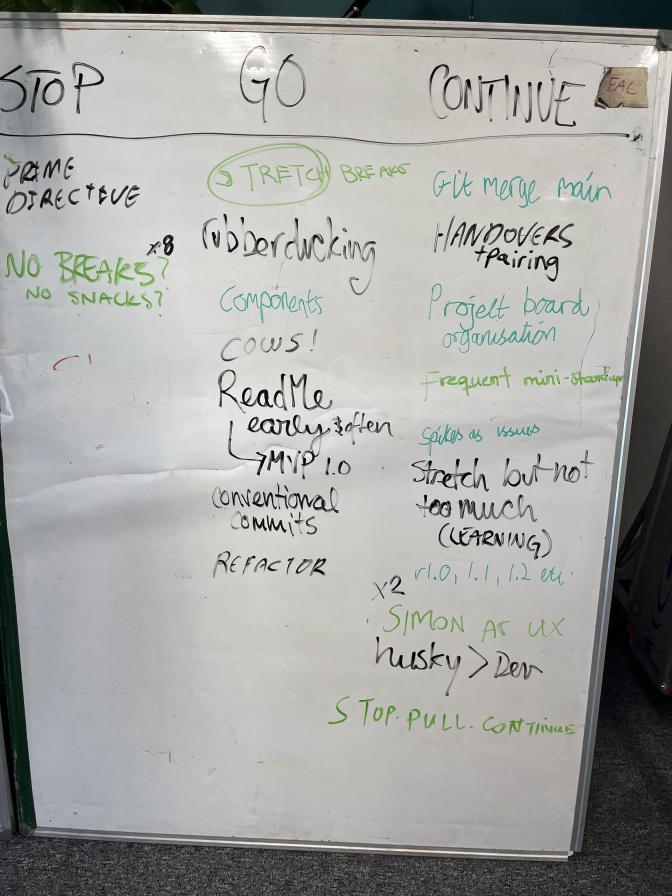 STOP
GO
CONTINUE
FAC
PRIME
DIRECTIVE
x8
NO BREAKS?
NO SNACKS?
STRETCH BREAKS
rubberducking
Components
COWS!
ReadMe
early & often
MVP 1.0
conventional
commits
REFACTOR
Git merge main
HANDOVERS
+pairing
Project board
organisation
Frequent mini-standups
Spikes as issues
Stretch but not
too much
(LEARNING)
v1.0, 1.1, 1.2 etc.
x2
SIMON AS UX
husky > Dev
STOP. PULL. CONTINUE